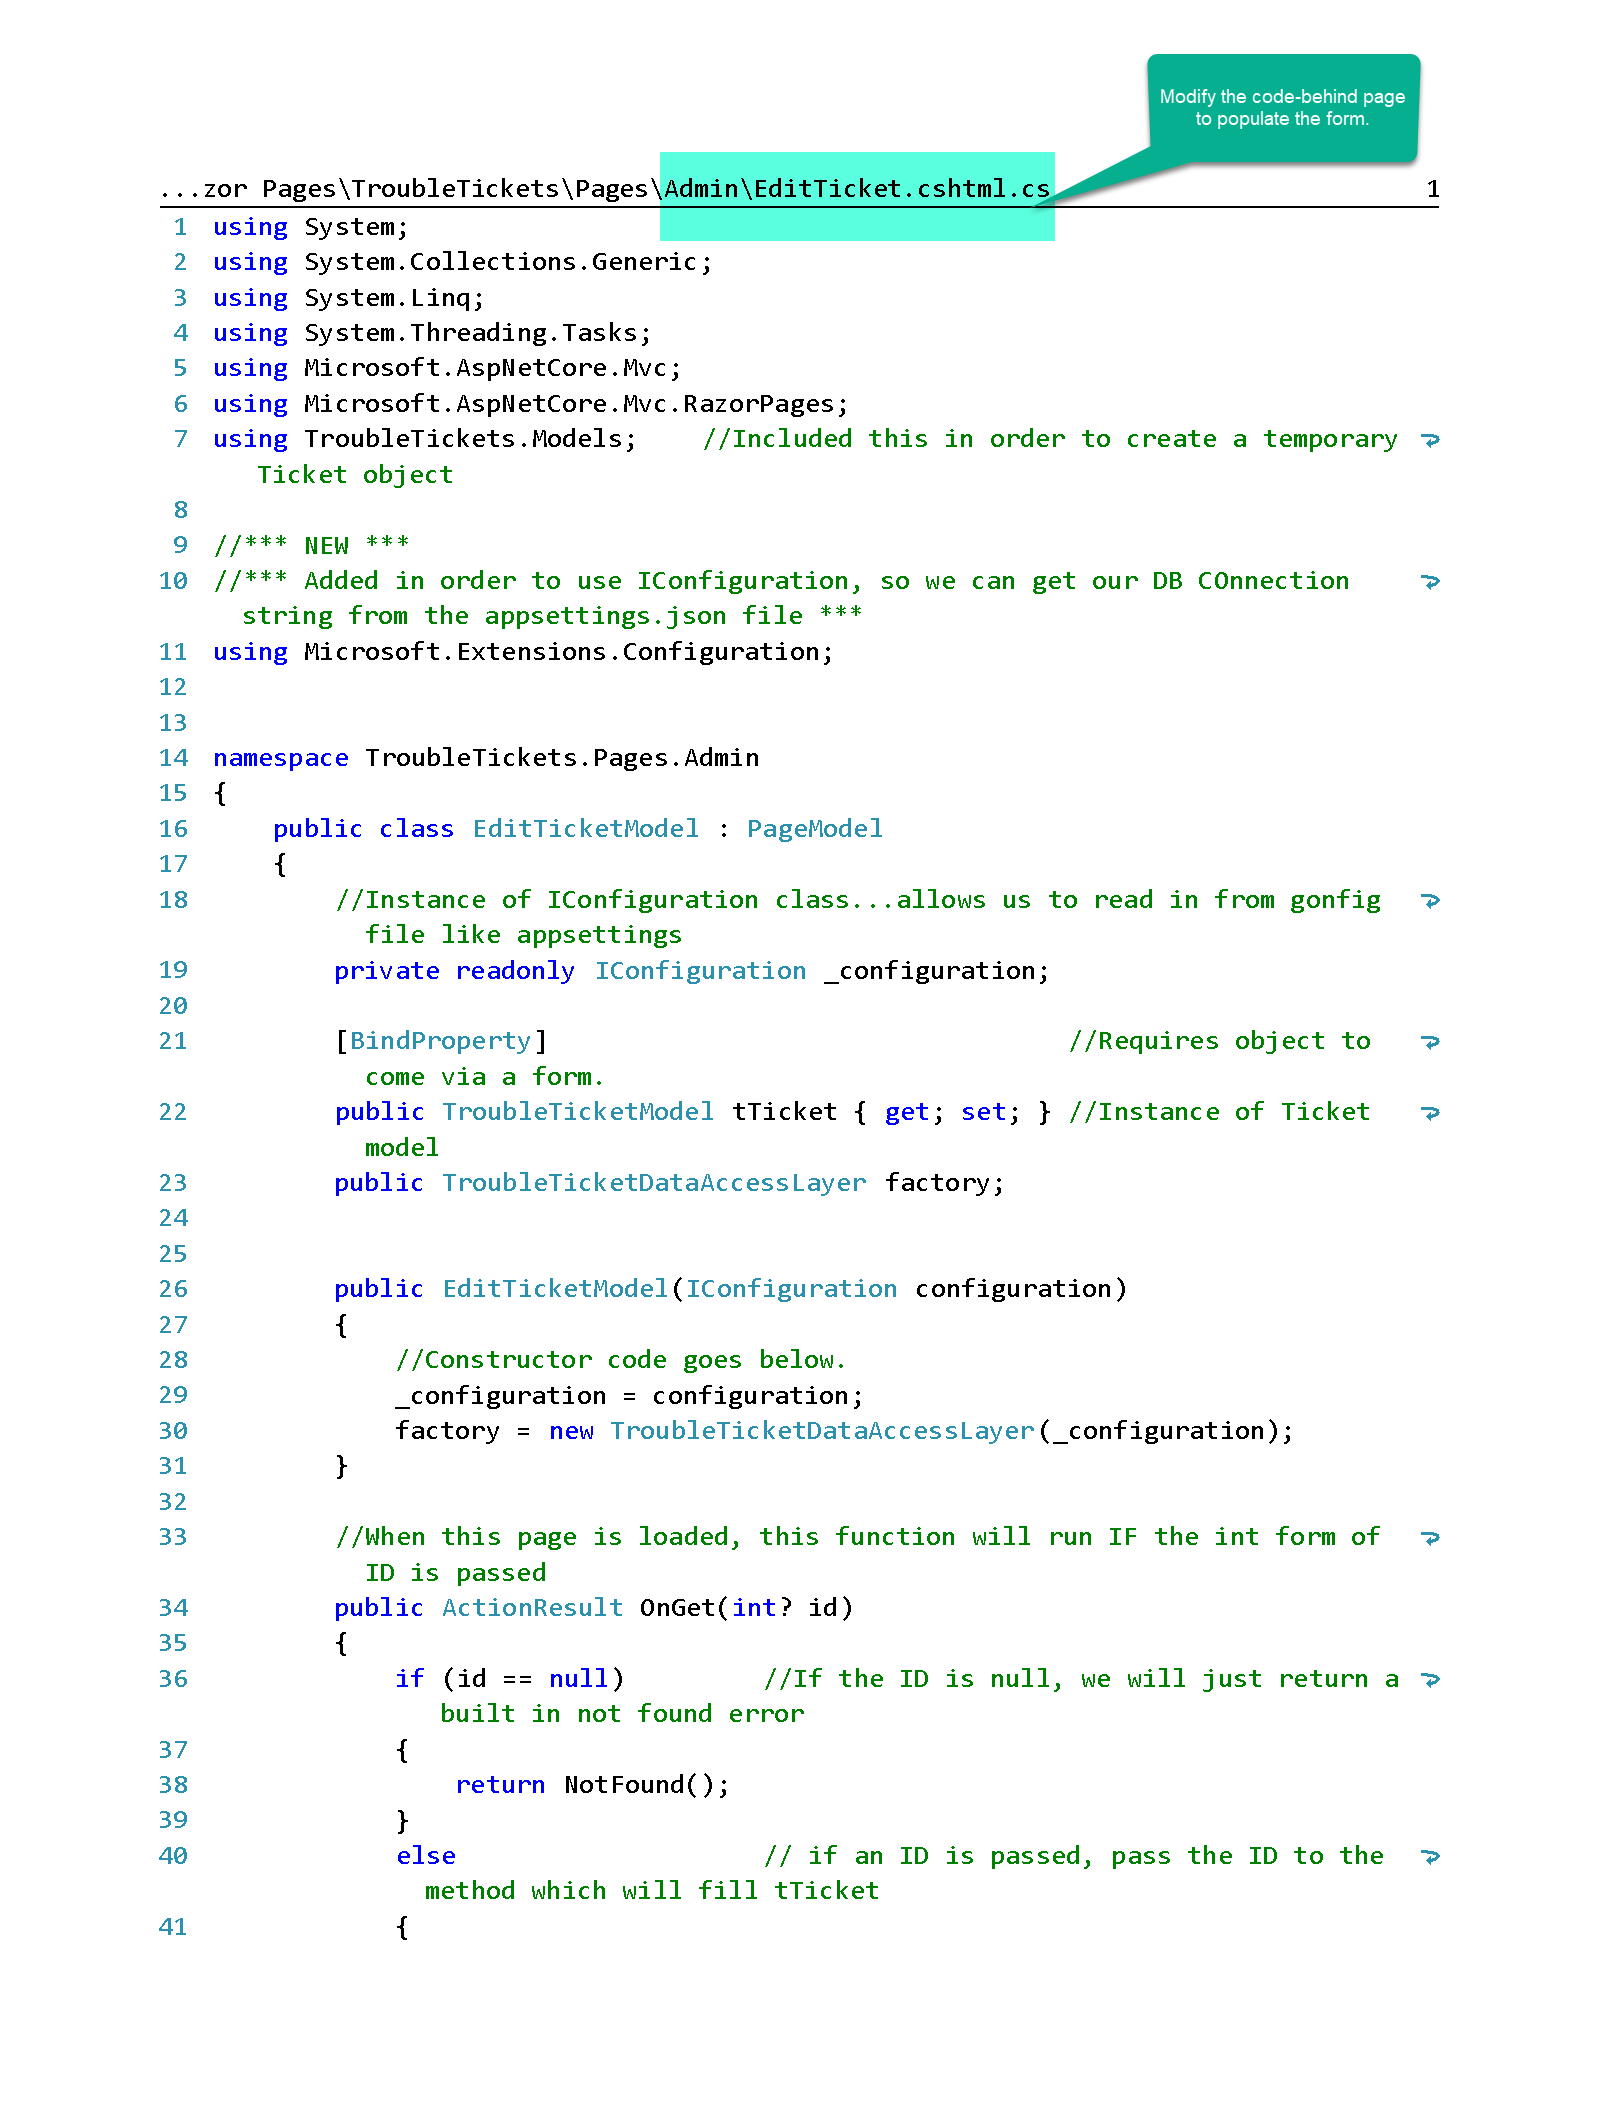 Modify the code-behind page
to populate the form.
...zor Pages\TroubleTickets\Pages\Admin\EditTicket.cshtml.cs 1
1 using System;
2 using System.Collections.Generic;
3 using System.Linq;
4 using System.Threading.Tasks;
5 using Microsoft.AspNetCore.Mvc;
6 using Microsoft.AspNetCore.Mvc.RazorPages;
7 using TroubleTickets.Models; //Included this in order to create a temporary
Ticket object
8
9 //*** NEW ***
10 //*** Added in order to use IConfiguration, so we can get our DB COnnection
string from the appsettings.json file ***
11 using Microsoft.Extensions.Configuration;
12
13
14 namespace TroubleTickets.Pages.Admin
15 {
16 public class EditTicketModel : PageModel
17 {
18 //Instance of IConfiguration class...allows us to read in from gonfig
file like appsettings
19 private readonly IConfiguration _configuration;
20
21 [BindProperty] //Requires object to
come via a form.
22 public TroubleTicketModel tTicket { get; set; } //Instance of Ticket
model
23 public TroubleTicketDataAccessLayer factory;
24
25
26 public EditTicketModel(IConfiguration configuration)
27 {
28 //Constructor code goes below.
29 _configuration = configuration;
30 factory = new TroubleTicketDataAccessLayer(_configuration);
31 }
32
33 //When this page is loaded, this function will run IF the int form of
ID is passed
34 public ActionResult OnGet(int? id)
35 {
36 if (id == null) //If the ID is null, we will just return a
built in not found error
37 {
38 return NotFound();
39 }
40 else // if an ID is passed, pass the ID to the
method which will fill tTicket
41 {